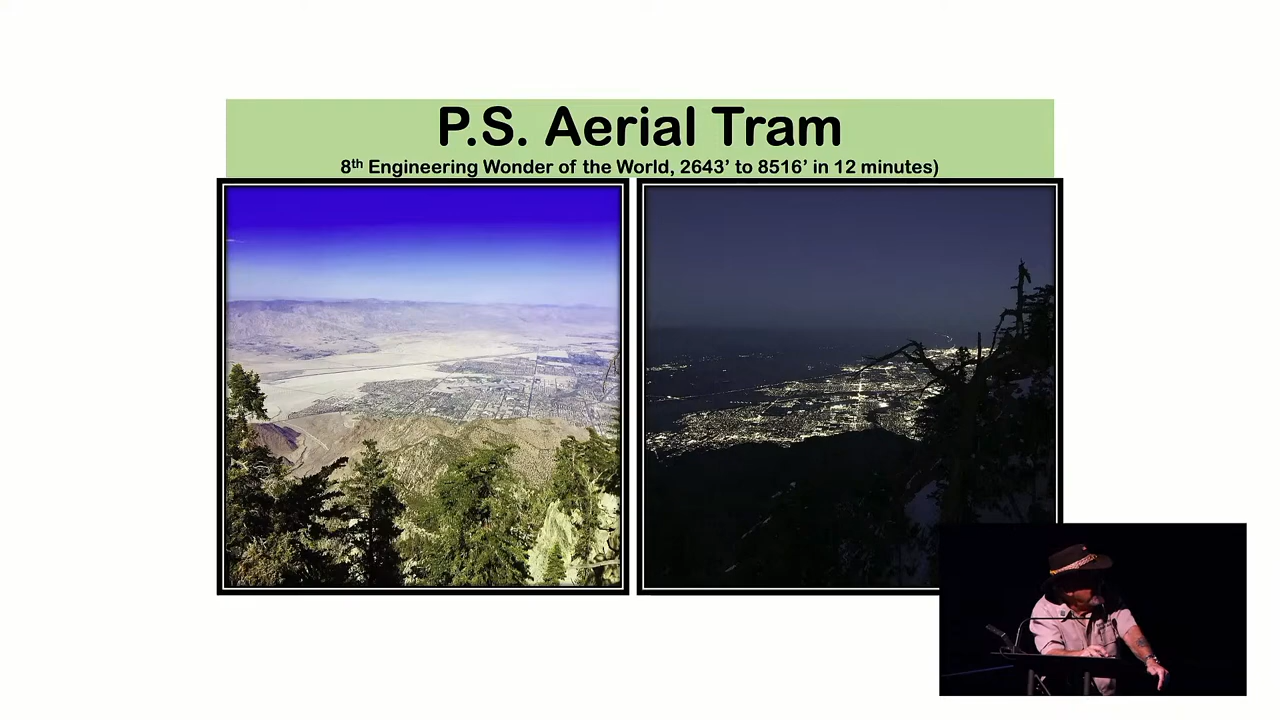 P.S. Aerial Tram
8th Engineering Wonder of the World, 2643’ to 8516’ in 12 minutes)